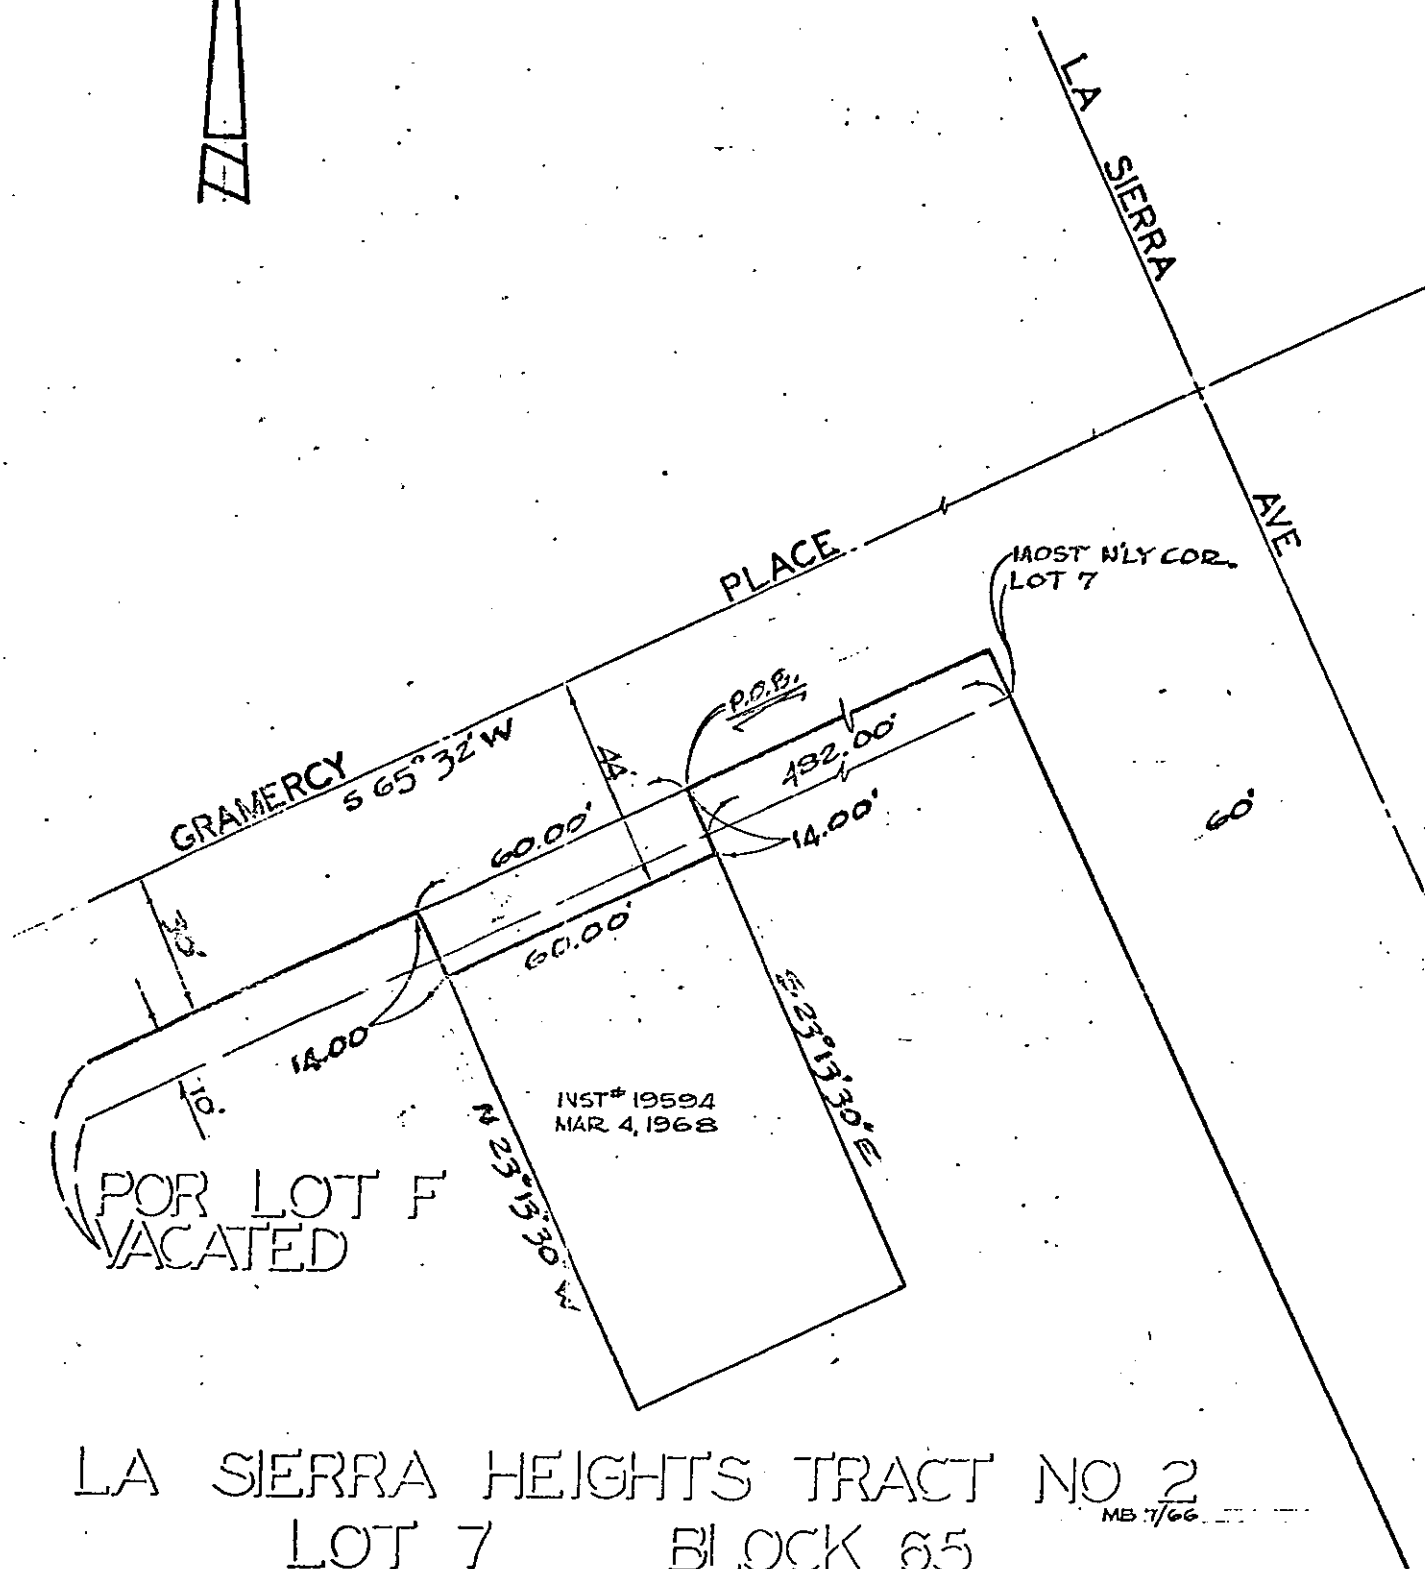 LA SIERRA AVE
GRAMERCY PLACE
S 65° 32' W
MOST N'LY COR.
LOT 7
P.O.B.
482.00'
44'
14.00'
60.00'
60'
30'
60.00'
14.00
10'
S. 23° 13' 30" E
INST# 19594
MAR 4, 1968
N 23° 13' 30" W
POR LOT F
VACATED
LA SIERRA HEIGHTS TRACT NO 2
MB 7/66
LOT 7 BLOCK 65